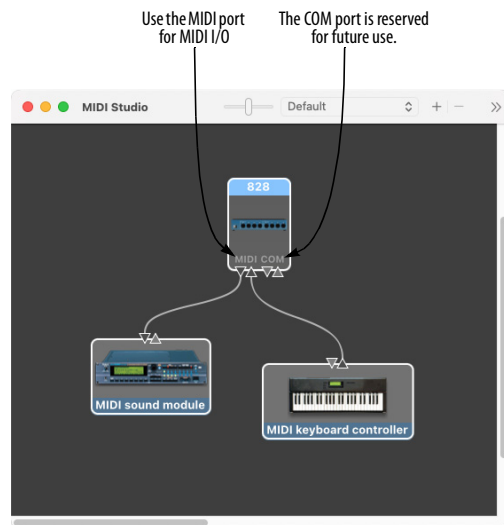 Use the MIDI port
for MIDI I/O
The COM port is reserved
for future use.
MIDI Studio
Default
828
MIDI COM
MIDI sound module
MIDI keyboard controller